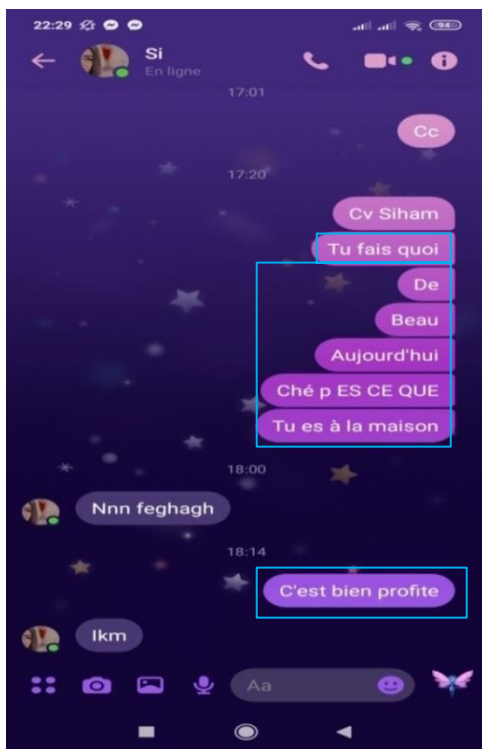 22:29
94
Si
En ligne
17:01
Cc
17:20
Cv Siham
Tu fais quoi
De
Beau
Aujourd'hui
Ché p ES CE QUE
Tu es à la maison
18:00
Nnn feghagh
18:14
C'est bien profite
Ikm
Aa